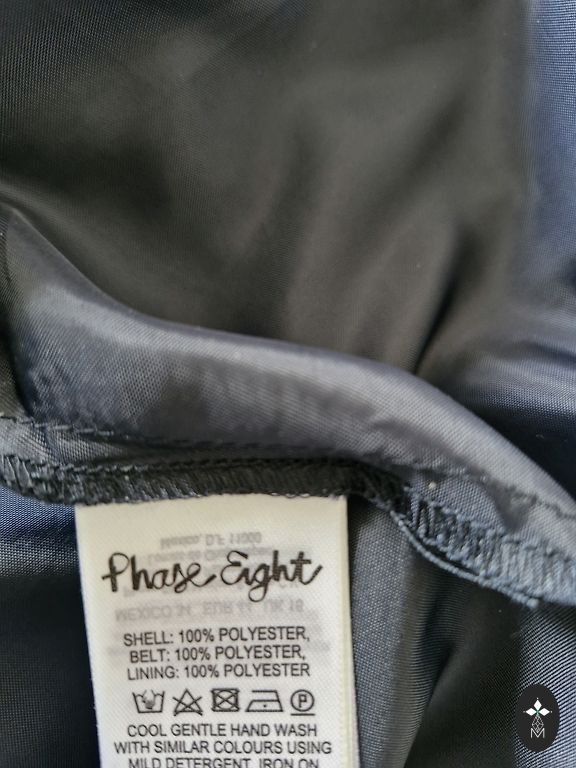 Phase Eight
SHELL: 100% POLYESTER,
BELT: 100% POLYESTER,
LINING: 100% POLYESTER
P
COOL GENTLE HAND WASH
WITH SIMILAR COLOURS USING
MILD DETERGENT, IRON ON
M